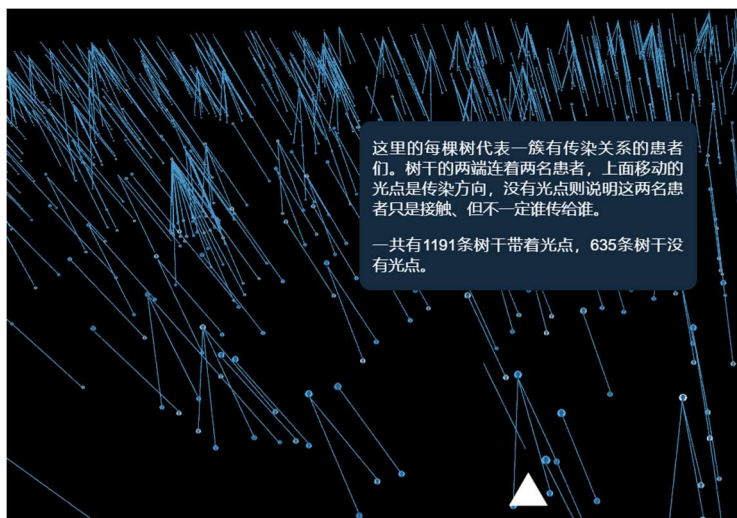 这里的每棵树代表一簇有传染关系的患者
们。树干的两端连着两名患者，上面移动的
光点是传染方向，没有光点则说明这两名患
者只是接触、但不一定谁传给谁。
一共有1191条树干带着光点，635条树干没
有光点。